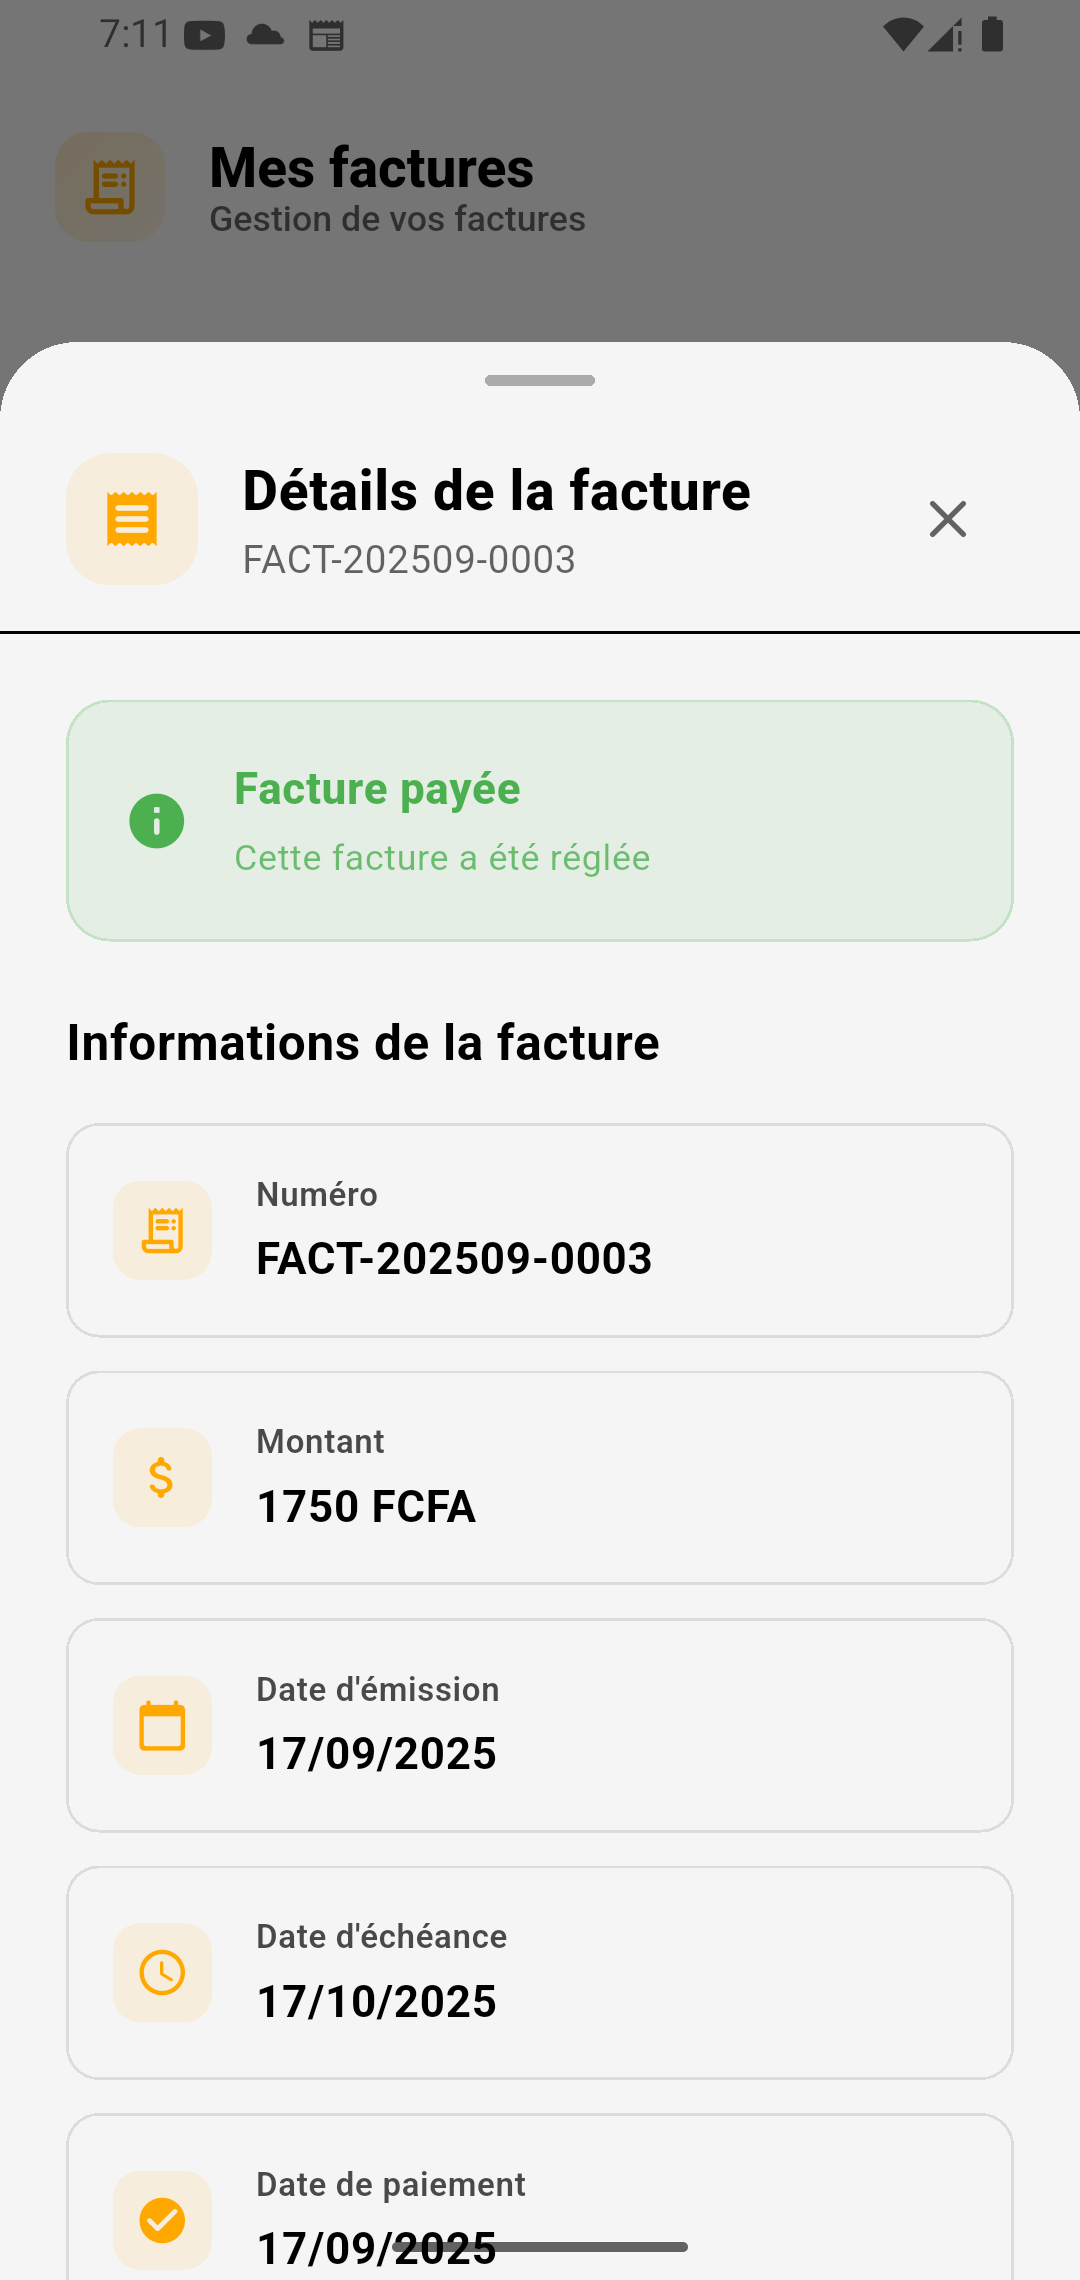 7:11
Mes factures
Gestion de vos factures
Détails de la facture
FACT-202509-0003
Facture payée
Cette facture a été réglée
Informations de la facture
Numéro
FACT-202509-0003
Montant
1750 FCFA
Date d'émission
17/09/2025
Date d'échéance
17/10/2025
Date de paiement
17/09/2025